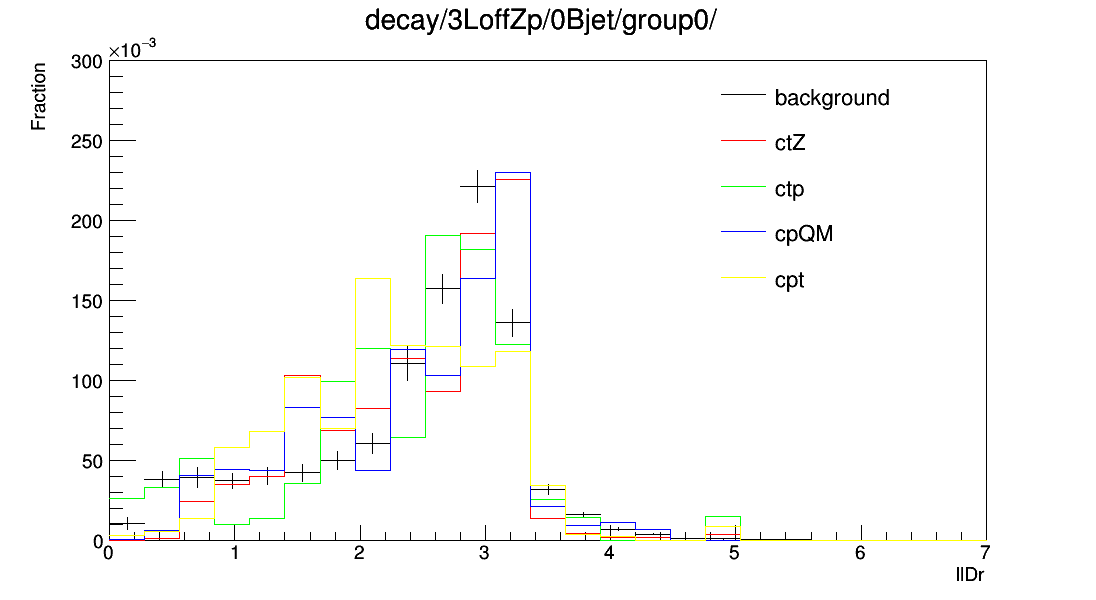 decay/3LoffZp/0Bjet/group0/
×10⁻³
300
250
200
150
100
50
0
Fraction
background
ctZ
ctp
cpQM
cpt
0 1 2 3 4 5 6 7
llDr